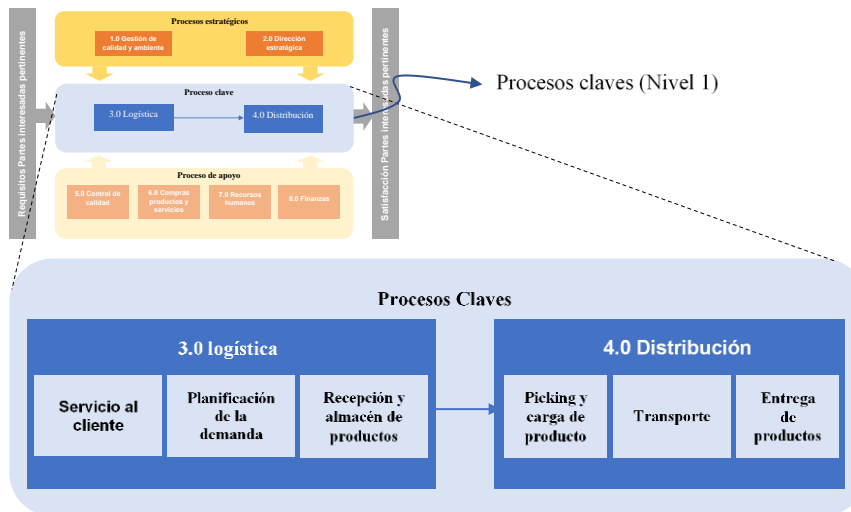 Requisitos Partes interesadas pertinentes
Procesos estratégicos
1.0 Gestión de
calidad y ambiente
2.0 Dirección
estratégica
Proceso clave
3.0 Logística
4.0 Distribución
Proceso de apoyo
5.0 Control de
calidad
6.0 Compras
productos y
servicios
7.0 Recursos
humanos
8.0 Finanzas
Satisfacción Partes interesadas pertinentes
Procesos claves (Nivel 1)
Procesos Claves
3.0 logística
Servicio al
cliente
Planificación
de la
demanda
Recepción y
almacén de
productos
4.0 Distribución
Picking y
carga de
producto
Transporte
Entrega
de
productos